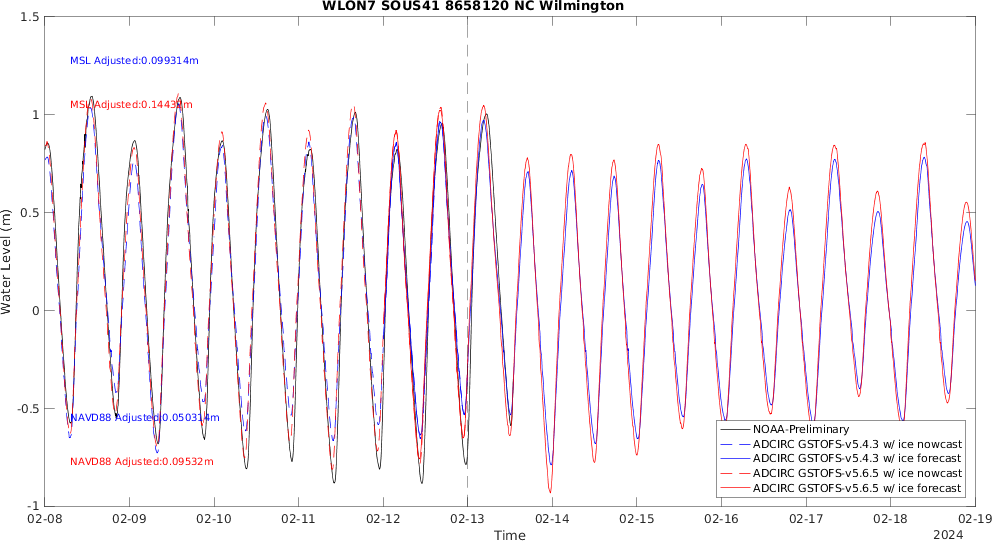 WLON7 SOUS41 8658120 NC Wilmington
1.5
1
0.5
0
-0.5
-1
Water Level (m)
MSL Adjusted:0.099314m
NAVD88 Adjusted:0.050314m
NAVD88 Adjusted:0.09532m
NOAA-Preliminary
ADCIRC GSTOFS-v5.4.3 w/ ice nowcast
ADCIRC GSTOFS-v5.4.3 w/ ice forecast
ADCIRC GSTOFS-v5.6.5 w/ ice nowcast
ADCIRC GSTOFS-v5.6.5 w/ ice forecast
02-08 02-09 02-10 02-11 02-12 02-13 02-14 02-15 02-16 02-17 02-18 02-19
Time
2024